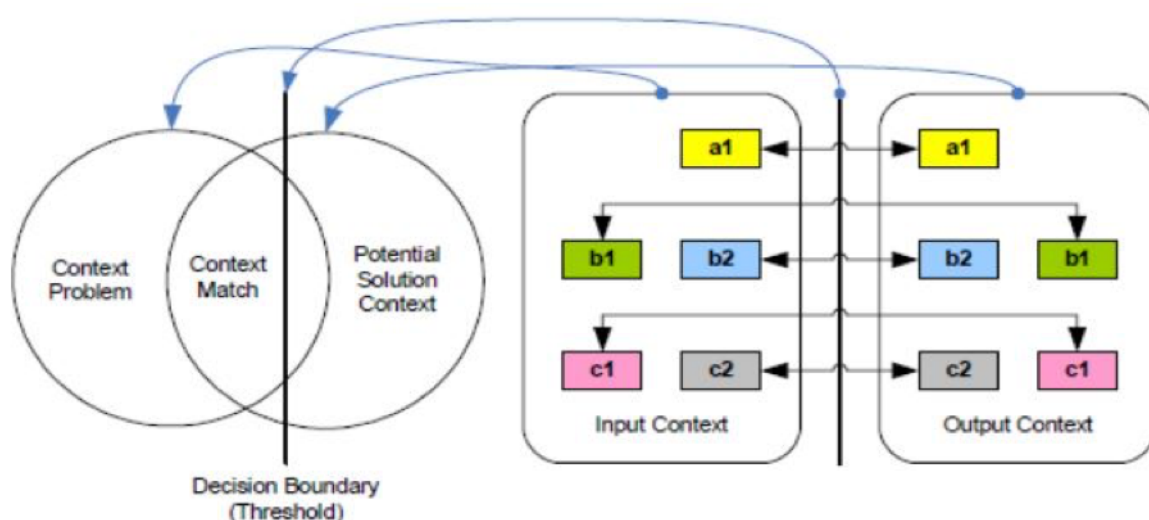 a1
a1
Context
Problem
Context
Match
Potential
Solution
Context
b1
b2
b2
b1
c1
c2
c2
c1
Input Context
Output Context
Decision Boundary
(Threshold)